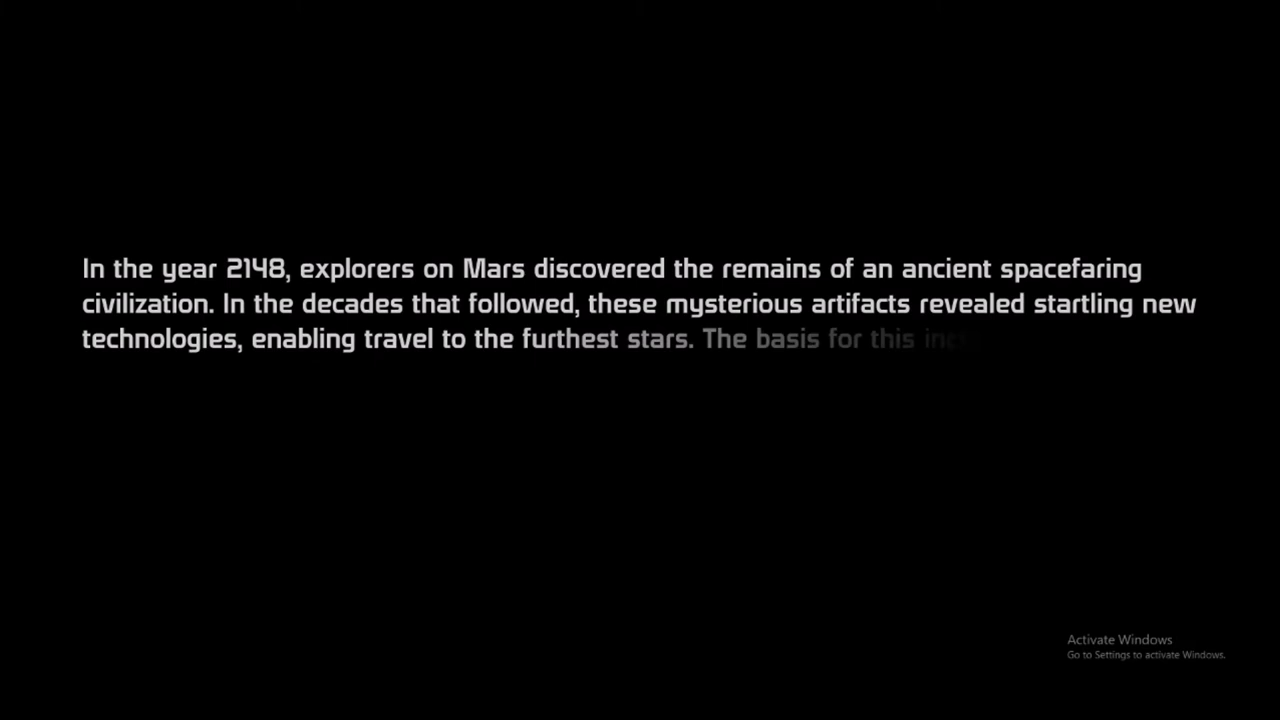 In the year 2148, explorers on Mars discovered the remains of an ancient spacefaring
civilization. In the decades that followed, these mysterious artifacts revealed startling new
technologies, enabling travel to the furthest stars. The basis for this
Activate Windows
Go to Settings to activate Windows.